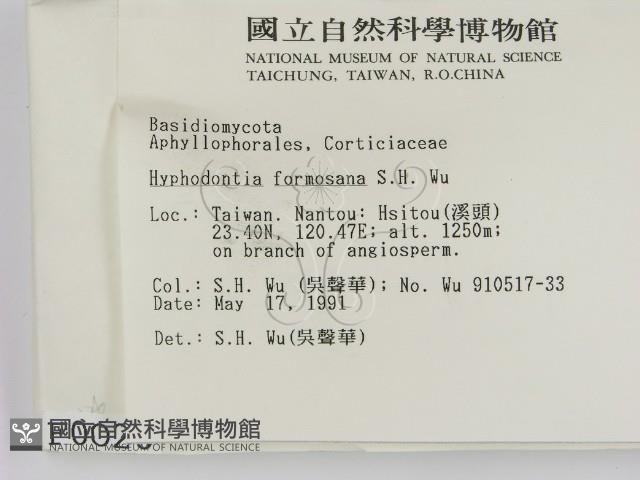 國立自然科學博物館
NATIONAL MUSEUM OF NATURAL SCIENCE
TAICHUNG, TAIWAN, R.O.CHINA
Basidiomycota
Aphyllophorales, Corticiaceae
Hyphodontia formosana S.H. Wu
Loc.: Taiwan. Nantou: Hsitou(溪頭)
23.40N, 120.47E; alt. 1250m;
on branch of angiosperm.
Col.: S.H. Wu (吳聲華); No. Wu 910517-33
Date: May 17, 1991
Det.: S.H. Wu(吳聲華)
國立自然科學博物館
NATIONAL MUSEUM OF NATURAL SCIENCE